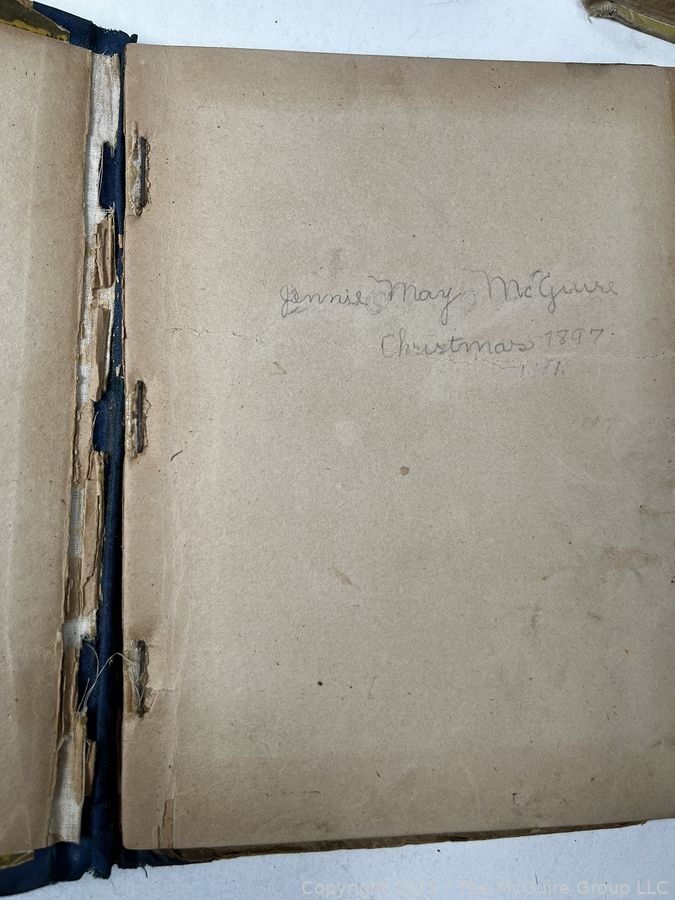 Jennie May McGuire
Christmas 1897
Copyright 2023 - The McGuire Group LLC